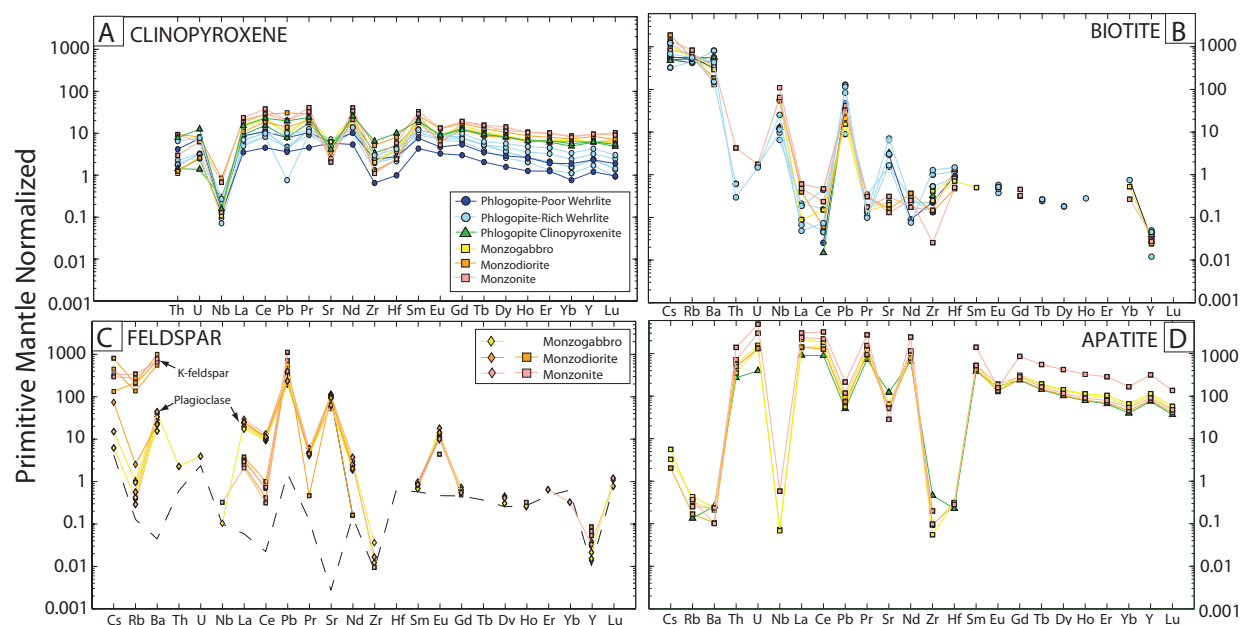 A CLINOPYROXENE
1000
100
10
1
0.1
0.01
0.001
Phlogopite-Poor Wehrlite
Phlogopite-Rich Wehrlite
Phlogopite Clinopyroxenite
Monzogabbro
Monzodiorite
Monzonite
Th U Nb La Ce Pb Pr Sr Nd Zr Hf Sm Eu Gd Tb Dy Ho Er Yb Y Lu
BIOTITE B
1000
100
10
1
0.1
0.01
0.001
Cs Rb Ba Th U Nb La Ce Pb Pr Sr Nd Zr Hf Sm Eu Gd Tb Dy Ho Er Yb Y Lu
Primitive Mantle Normalized
C FELDSPAR
1000
100
10
1
0.1
0.01
0.001
K-feldspar
Plagioclase
Monzogabbro
Monzodiorite
Monzonite
Cs Rb Ba Th U Nb La Ce Pb Pr Sr Nd Zr Hf Sm Eu Gd Tb Dy Ho Er Yb Y Lu
APATITE D
1000
100
10
1
0.1
0.01
0.001
Cs Rb Ba Th U Nb La Ce Pb Pr Sr Nd Zr Hf Sm Eu Gd Tb Dy Ho Er Yb Y Lu